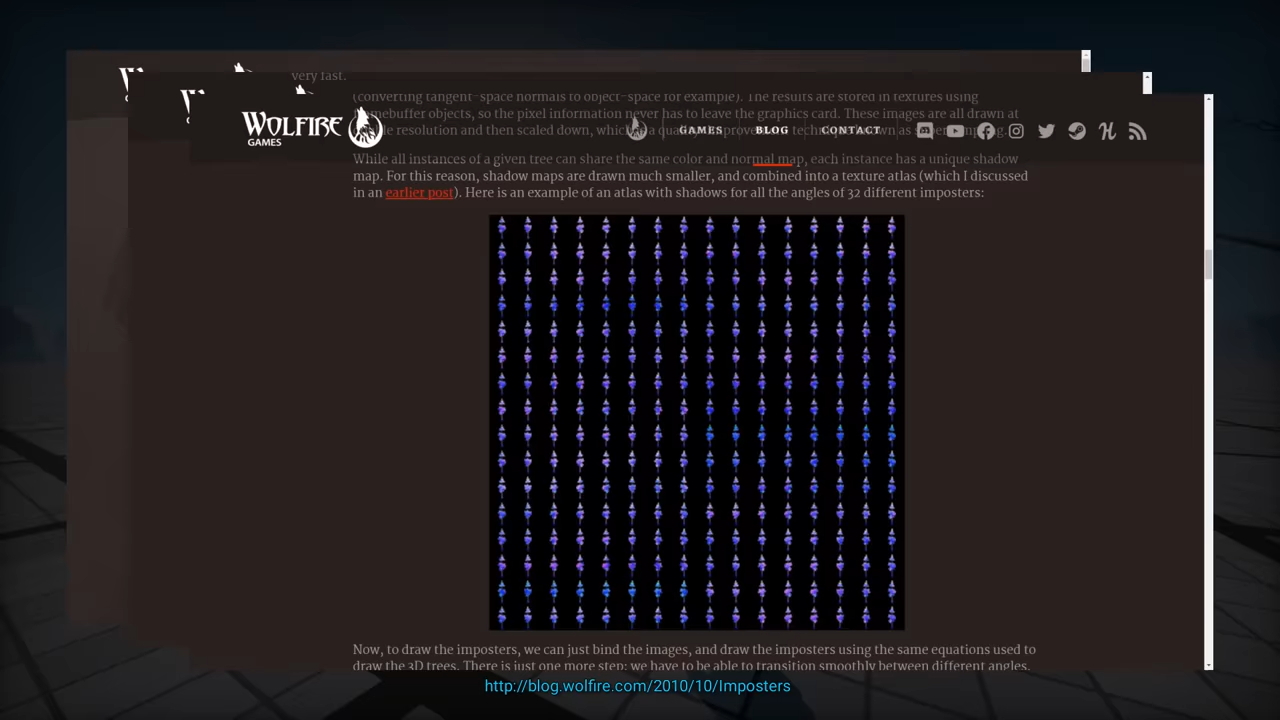 very fast.
(converting tangent-space normals to object-space for example). The results are stored in textures using
framebuffer objects, so the pixel information never has to leave the graphics card. These images are all drawn at
resolution and then scaled down, which
WOLFIRE
GAMES
GAMES
BLOG
CONTACT
While all instances of a given tree can share the same color and normal map, each instance has a unique shadow
map. For this reason, shadow maps are drawn much smaller, and combined into a texture atlas (which I discussed
in an earlier post). Here is an example of an atlas with shadows for all the angles of 32 different imposters:
Now, to draw the imposters, we can just bind the images, and draw the imposters using the same equations used to
draw the 3D trees. There is just one more step: we have to be able to transition smoothly between different angles.
http://blog.wolfire.com/2010/10/Imposters